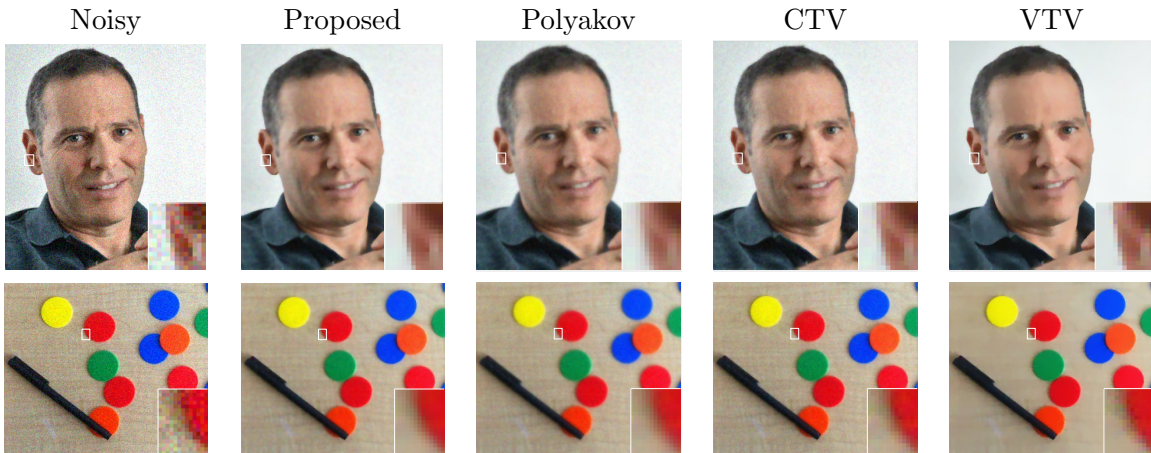 Noisy
Proposed
Polyakov
CTV
VTV